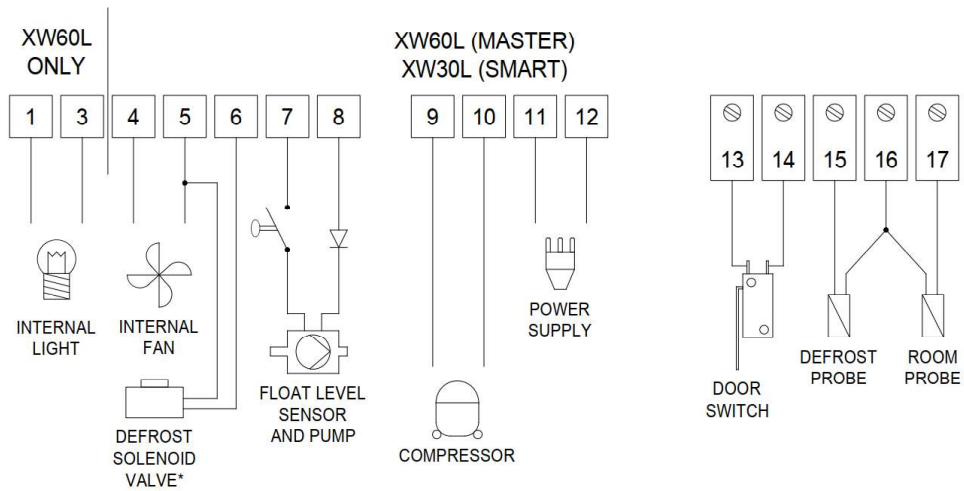 XW60L
ONLY
XW60L (MASTER)
XW30L (SMART)
1 3 4 5 6 7 8 9 10 11 12
13 14 15 16 17
INTERNAL
LIGHT
INTERNAL
FAN
DEFROST
SOLENOID
VALVE*
FLOAT LEVEL
SENSOR
AND PUMP
COMPRESSOR
POWER
SUPPLY
DOOR
SWITCH
DEFROST
PROBE
ROOM
PROBE